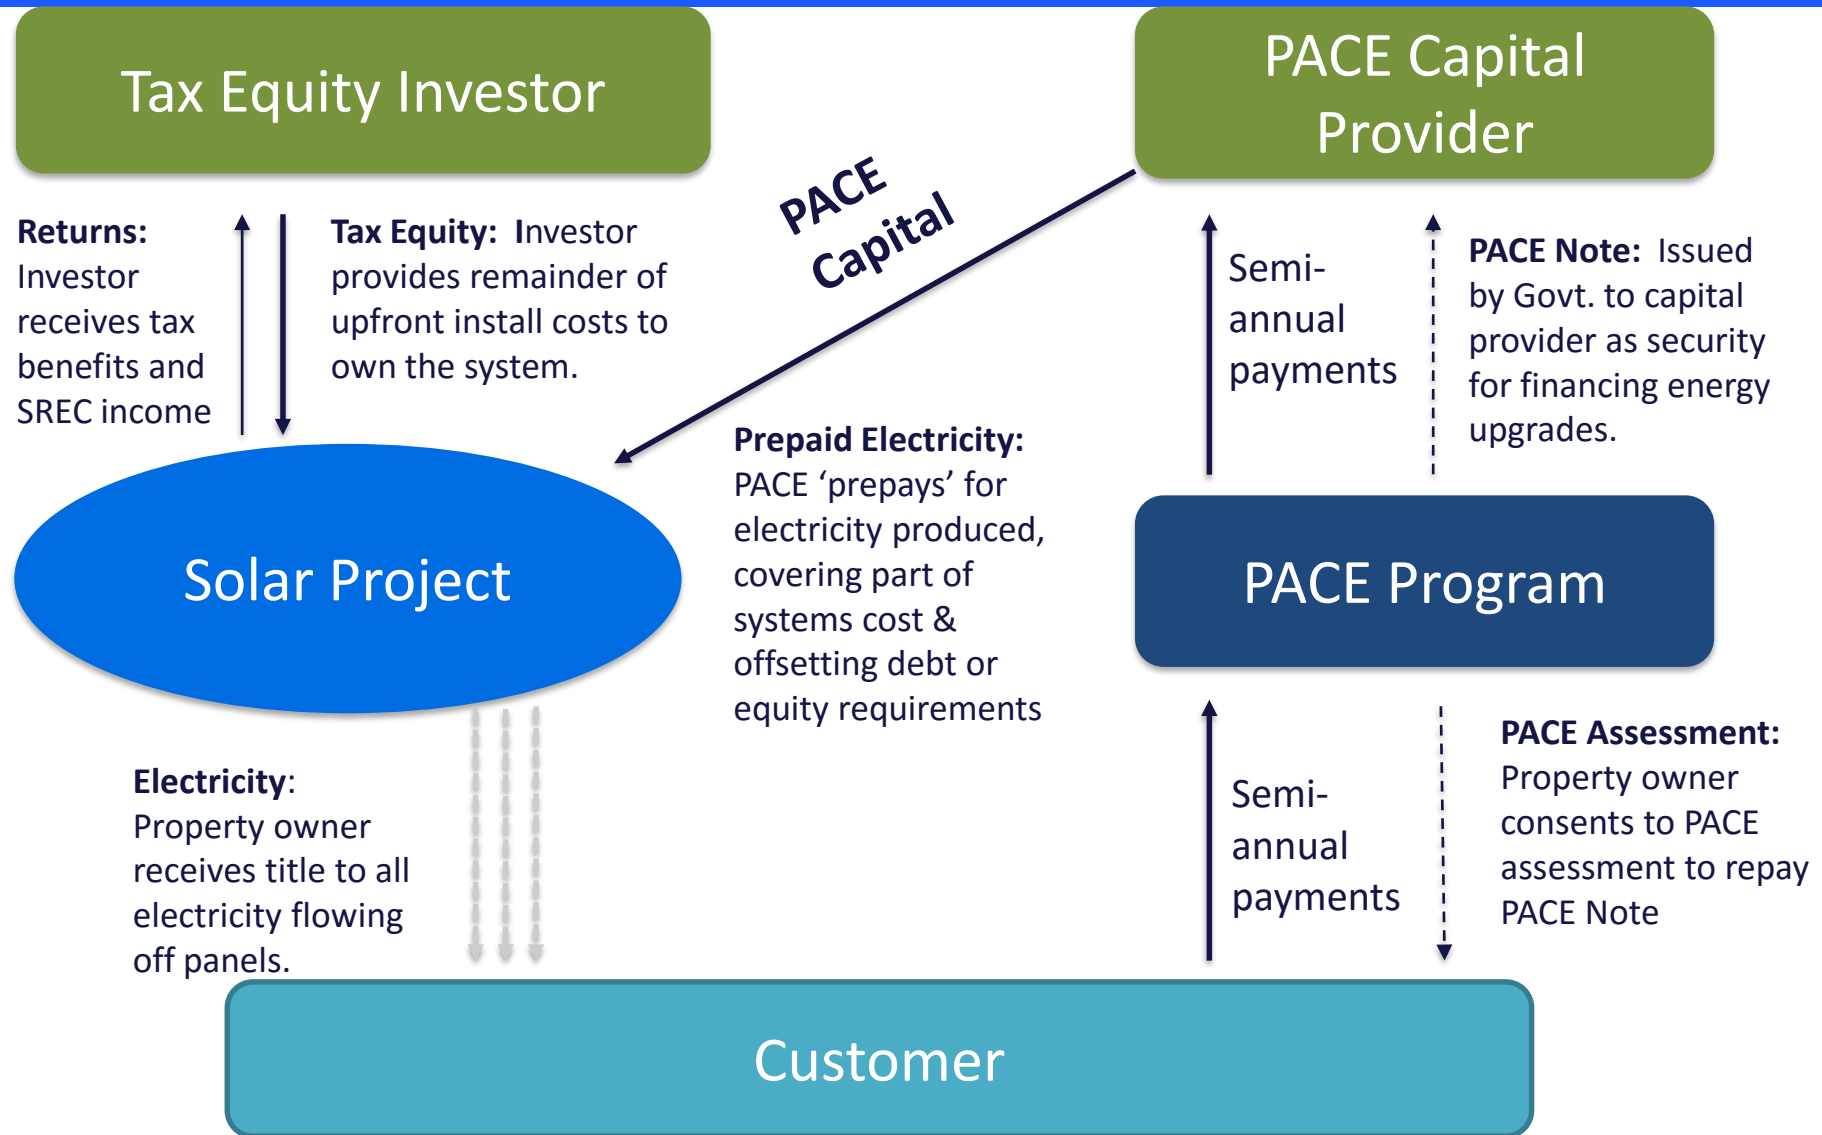 Tax Equity Investor
PACE Capital
Provider
PACE
Capital
Returns:
Investor
receives tax
benefits and
SREC income
Tax Equity:  Investor
provides remainder of
upfront install costs to
own the system.
Semi-
annual
payments
PACE Note:  Issued
by Govt. to capital
provider as security
for financing energy
upgrades.
Solar Project
Prepaid Electricity:
PACE ‘prepays’ for
electricity produced,
covering part of
systems cost &
offsetting debt or
equity requirements
PACE Program
Electricity:
Property owner
receives title to all
electricity flowing
off panels.
Semi-
annual
payments
PACE Assessment:
Property owner
consents to PACE
assessment to repay
PACE Note
Customer